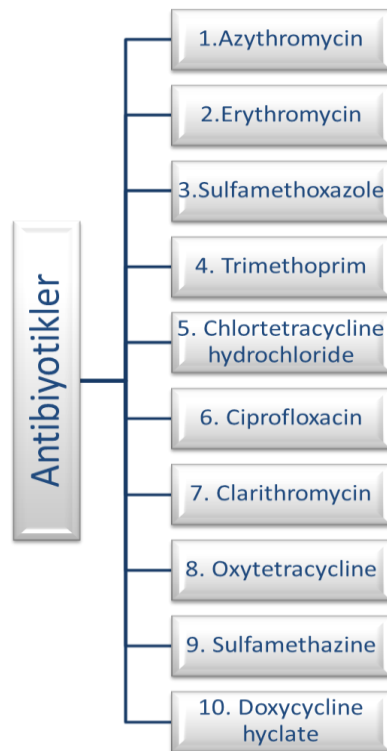 Antibiyotikler
1.Azythromycin
2.Erythromycin
3.Sulfamethoxazole
4. Trimethoprim
5. Chlortetracycline
hydrochloride
6. Ciprofloxacin
7. Clarithromycin
8. Oxytetracycline
9. Sulfamethazine
10. Doxycycline
hyclate